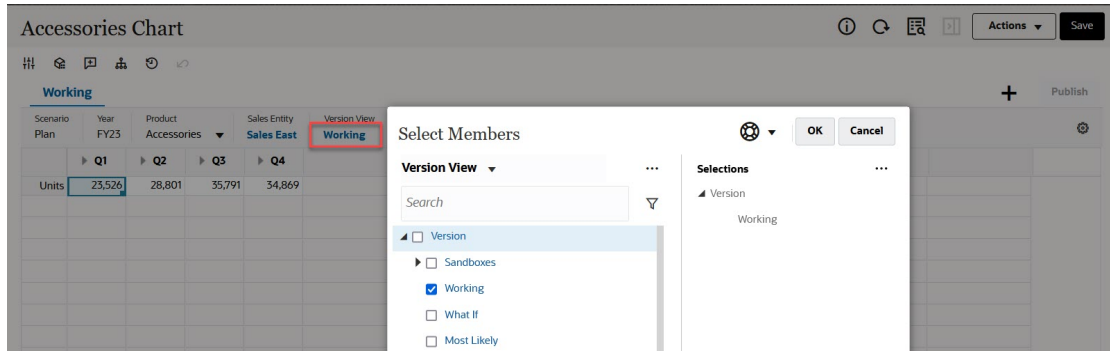 Accessories Chart
Actions
Save
Working
Publish
Scenario Year Product Sales Entity Version View
Plan FY23 Accessories Sales East Working
Q1 Q2 Q3 Q4
Units 23,526 28,801 35,791 34,869
Select Members
OK Cancel
Version View
Search
Version
Sandboxes
Working
What If
Most Likely
Selections
Version
Working